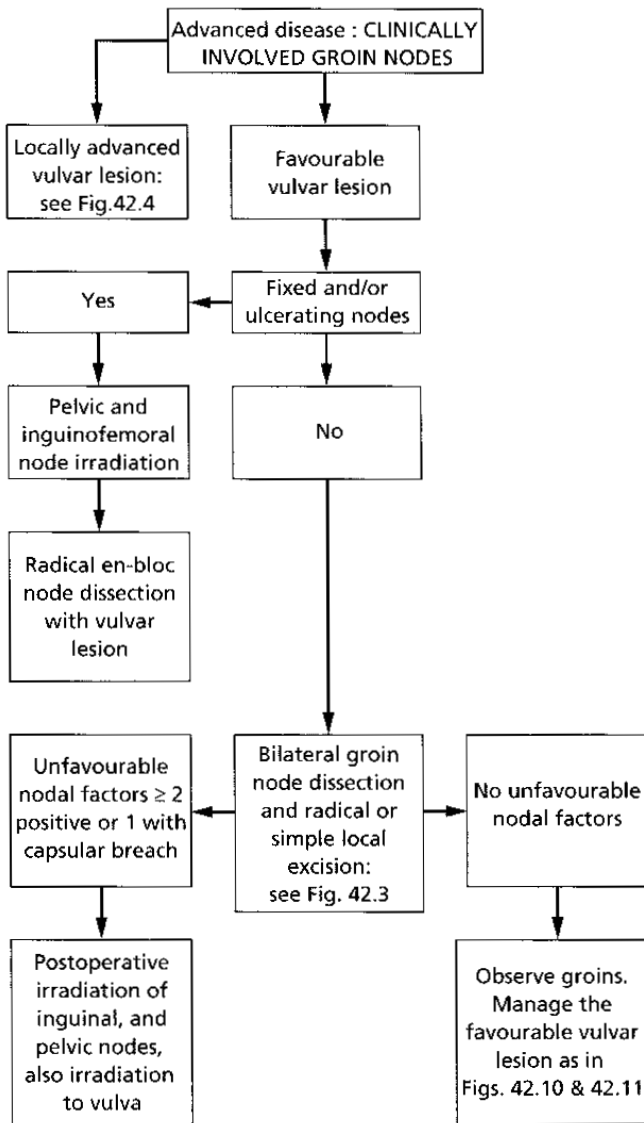 Advanced disease : CLINICALLY
INVOLVED GROIN NODES
Locally advanced
vulvar lesion:
see Fig.42.4
Favourable
vulvar lesion
Yes
Fixed and/or
ulcerating nodes
Pelvic and
inguinofemoral
node irradiation
No
Radical en-bloc
node dissection
with vulvar
lesion
Unfavourable
nodal factors ≥ 2
positive or 1 with
capsular breach
Bilateral groin
node dissection
and radical or
simple local
excision:
see Fig. 42.3
No unfavourable
nodal factors
Postoperative
irradiation of
inguinal, and
pelvic nodes,
also irradiation
to vulva
Observe groins.
Manage the
favourable vulvar
lesion as in
Figs. 42.10 & 42.11